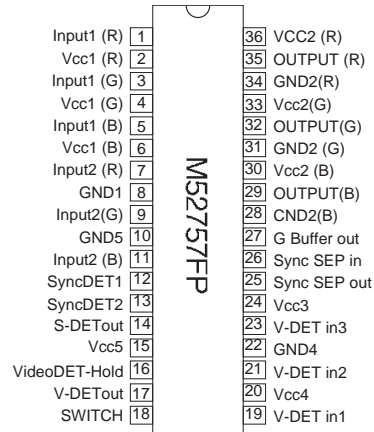 Input1 (R) 1 36 VCC2 (R)
Vcc1 (R) 2 35 OUTPUT (R)
Input1 (G) 3 34 GND2 (R)
Vcc1 (G) 4 33 Vcc2(G)
Input1 (B) 5 32 OUTPUT(G)
Vcc1 (B) 6 31 GND2 (G)
Input2 (R) 7 30 Vcc2 (B)
GND1 8 29 OUTPUT(B)
Input2(G) 9 28 CND2(B)
GND5 10 27 G Buffer out
Input2 (B) 11 26 Sync SEP in
SyncDET1 12 25 Sync SEP out
SyncDET2 13 24 Vcc3
S-DETout 14 23 V-DET in3
Vcc5 15 22 GND4
VideoDET-Hold 16 21 V-DET in2
V-DETout 17 20 Vcc4
SWITCH 18 19 V-DET in1
M52757FP